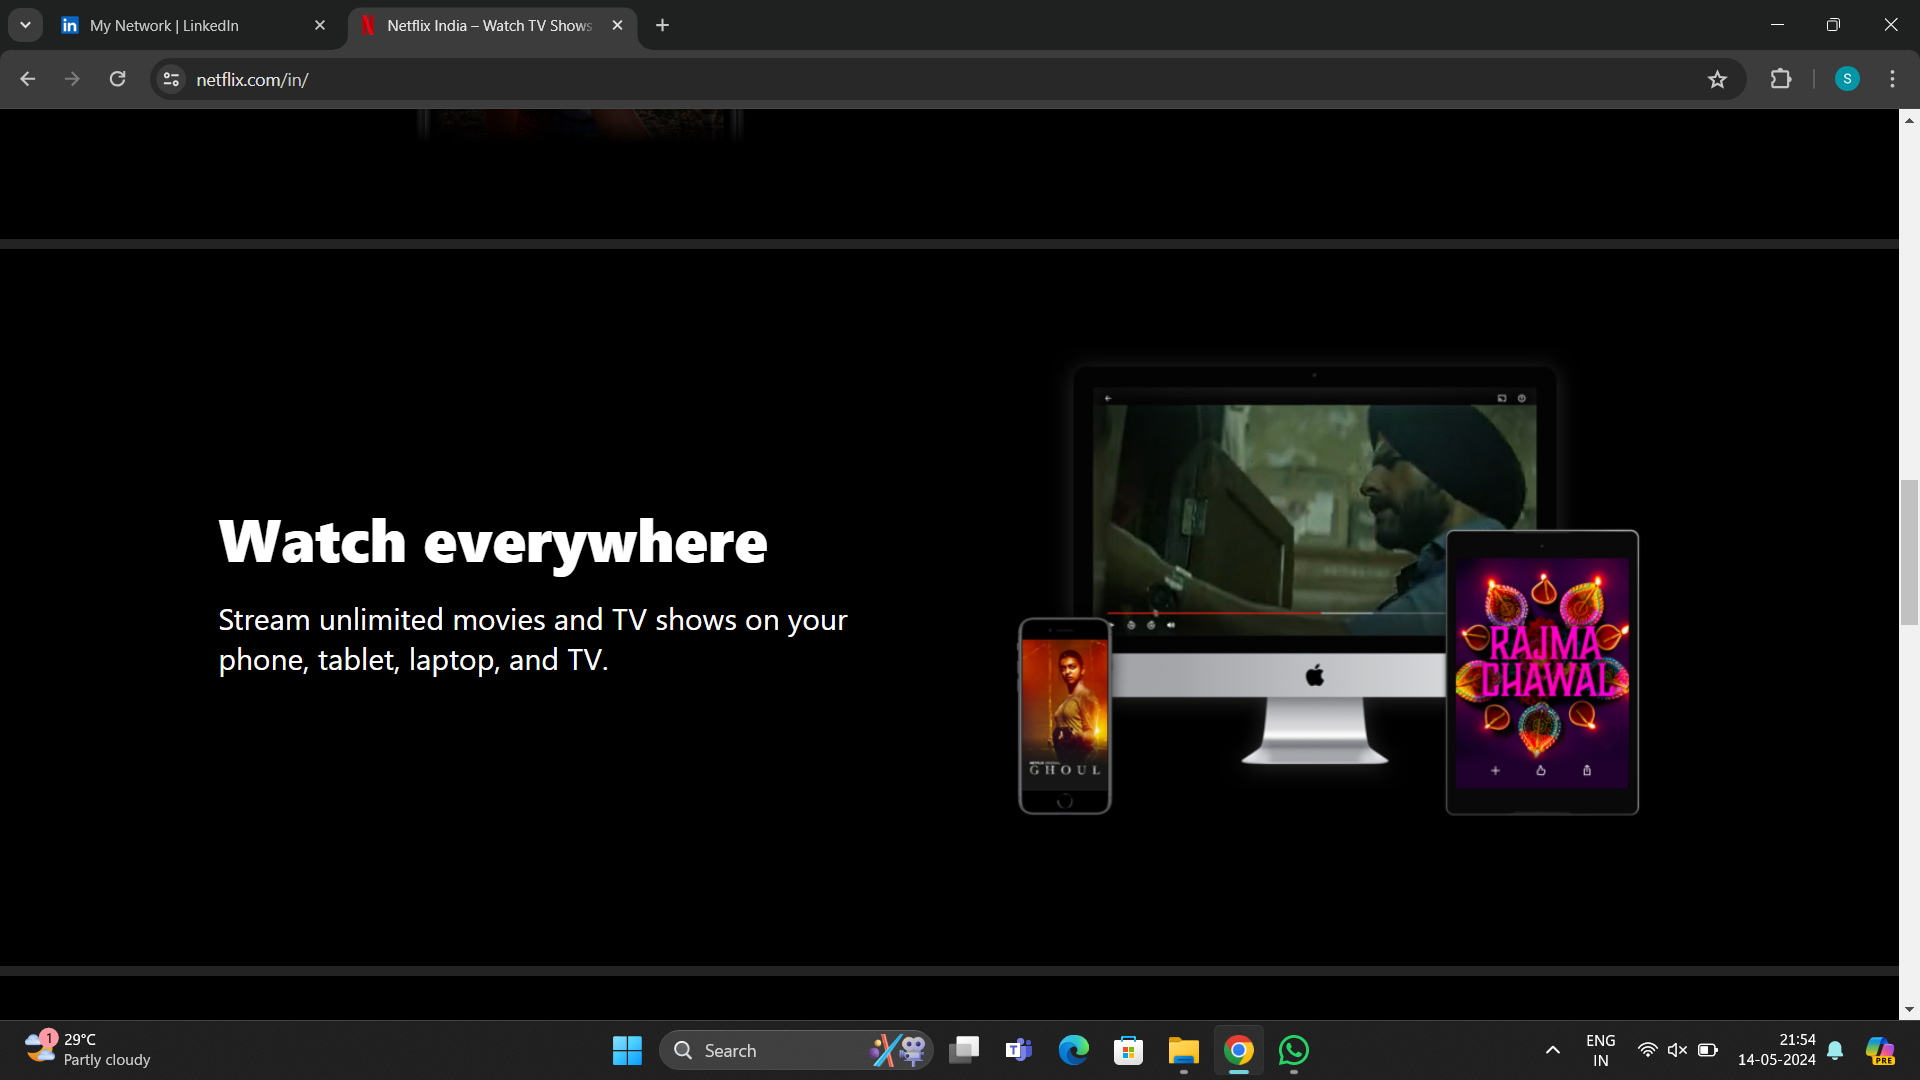 My Network | LinkedIn
Netflix India – Watch TV Shows
netflix.com/in/
S
Watch everywhere
Stream unlimited movies and TV shows on your
phone, tablet, laptop, and TV.
GHOUL
RAJMA
CHAWAL
1
29°C
Partly cloudy
Search
ENG
IN
21:54
14-05-2024
PRE